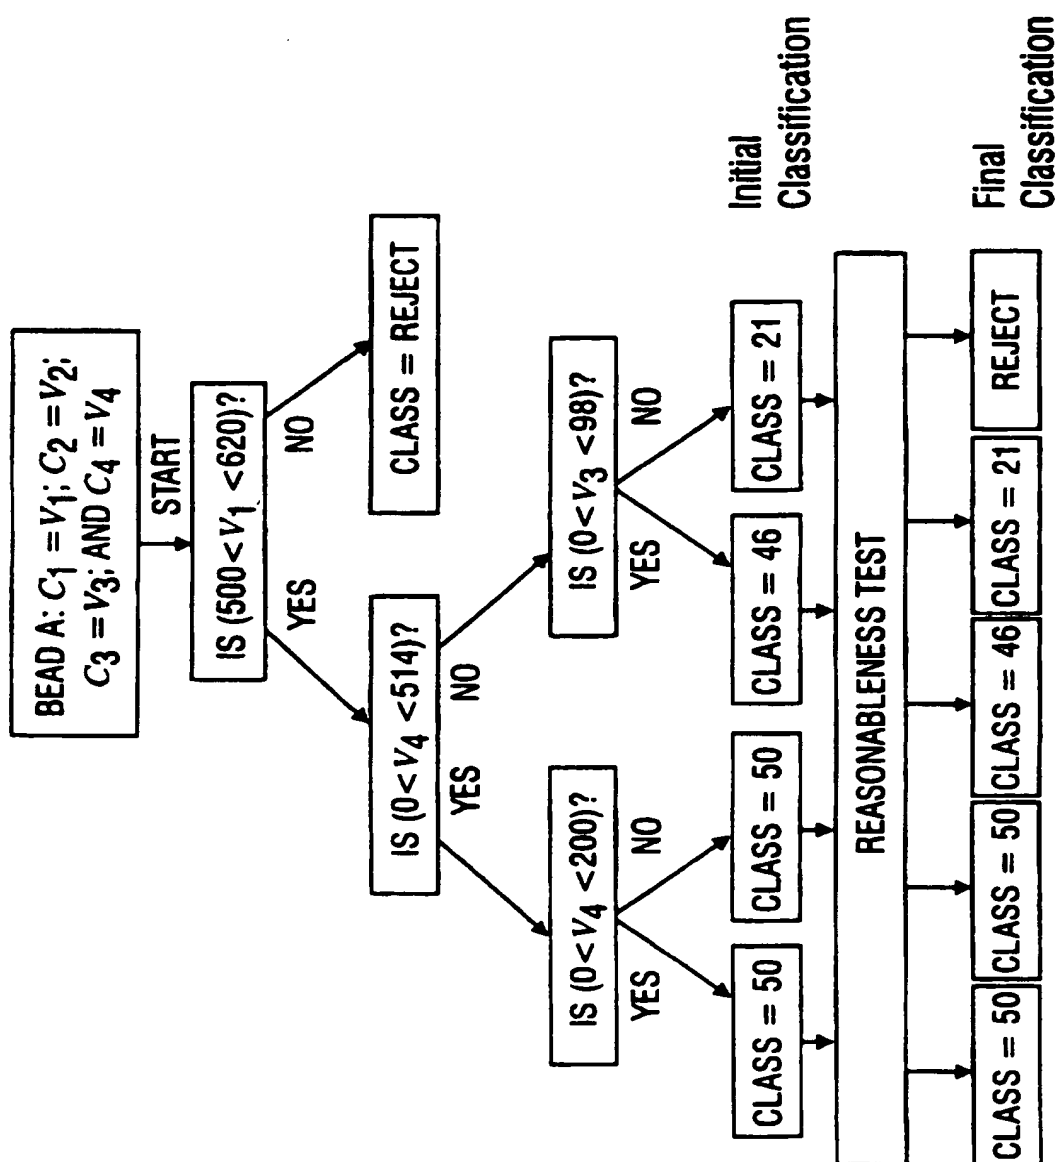 BEAD A: C1 = V1; C2 = V2;
C3 = V3; AND C4 = V4
START
IS (500 < V1 < 620)?
YES
NO
IS (0 < V4 < 514)?
CLASS = REJECT
YES
NO
IS (0 < V4 < 200)?
IS (0 < V3 < 98)?
YES
NO
YES
NO
CLASS = 50
CLASS = 50
CLASS = 46
CLASS = 21
Initial
Classification
REASONABLENESS TEST
CLASS = 50
CLASS = 50
CLASS = 46
CLASS = 21
REJECT
Final
Classification